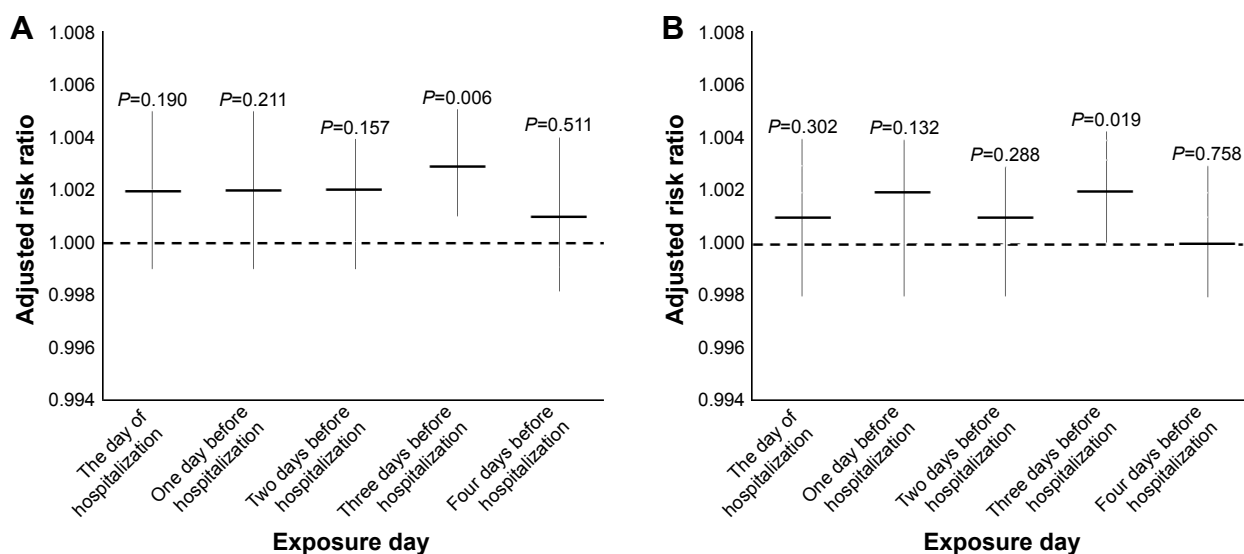 A
Adjusted risk ratio
1.008
1.006
1.004
1.002
1.000
0.998
0.996
0.994
P=0.190
P=0.211
P=0.157
P=0.006
P=0.511
The day of
hospitalization
One day before
hospitalization
Two days before
hospitalization
Three days before
hospitalization
Four days before
hospitalization
Exposure day
B
Adjusted risk ratio
1.008
1.006
1.004
1.002
1.000
0.998
0.996
0.994
P=0.302
P=0.132
P=0.288
P=0.019
P=0.758
The day of
hospitalization
One day before
hospitalization
Two days before
hospitalization
Three days before
hospitalization
Four days before
hospitalization
Exposure day